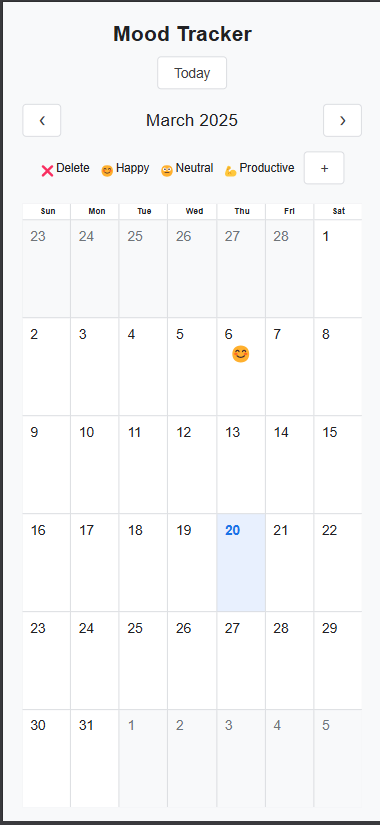 Mood Tracker
Today
‹ March 2025 ›
❌ Delete 😊 Happy 😐 Neutral 💪 Productive +
Sun Mon Tue Wed Thu Fri Sat
23 24 25 26 27 28 1
2 3 4 5 6 7 8
9 10 11 12 13 14 15
16 17 18 19 20 21 22
23 24 25 26 27 28 29
30 31 1 2 3 4 5